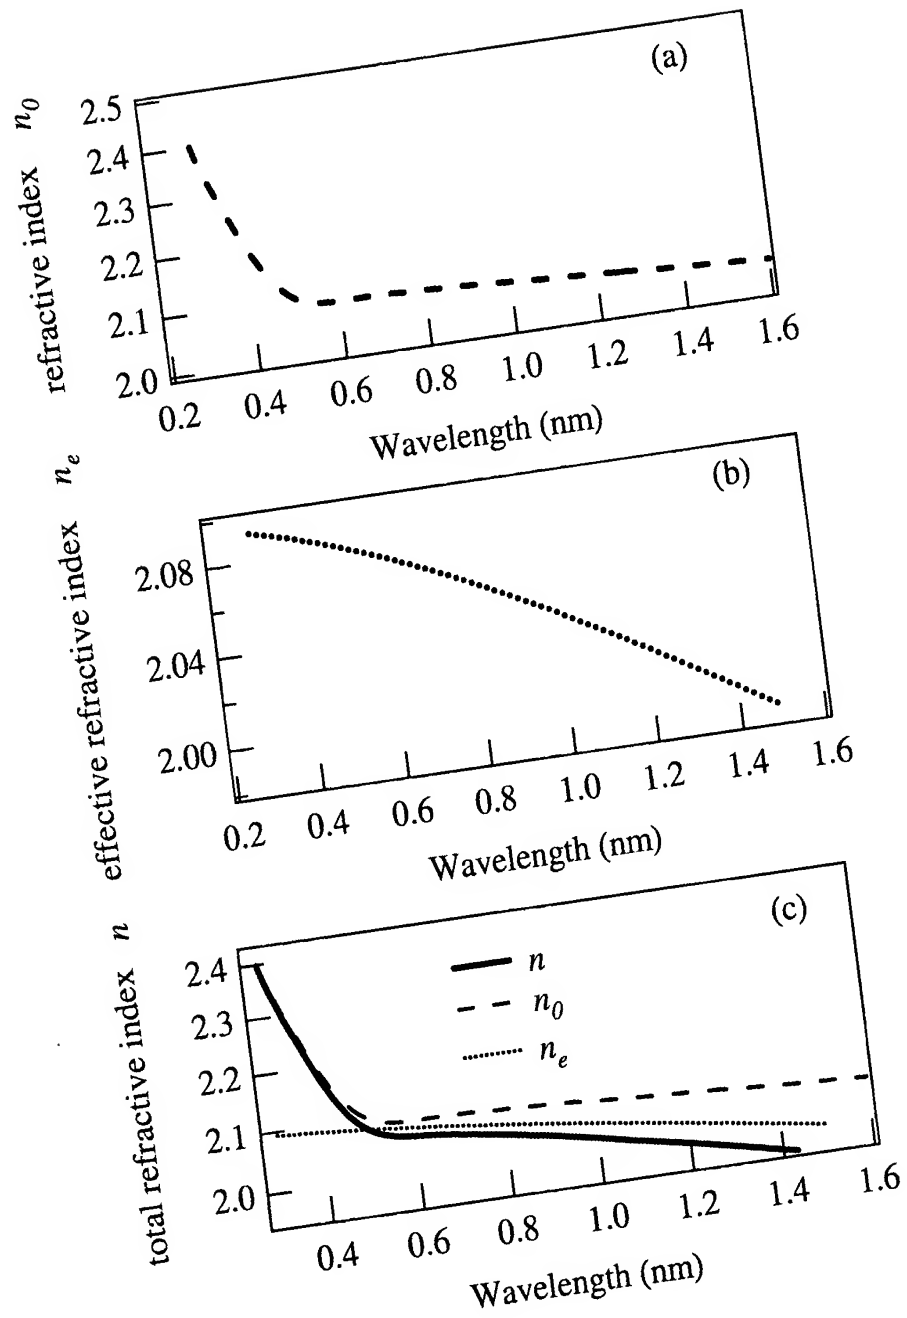 (a)
refractive index n0
2.5
2.4
2.3
2.2
2.1
2.0
0.2 0.4 0.6 0.8 1.0 1.2 1.4 1.6
Wavelength (nm)
(b)
effective refractive index ne
2.08
2.04
2.00
0.2 0.4 0.6 0.8 1.0 1.2 1.4 1.6
Wavelength (nm)
(c)
total refractive index n
2.4
2.3
2.2
2.1
2.0
n
n0
ne
0.4 0.6 0.8 1.0 1.2 1.4 1.6
Wavelength (nm)